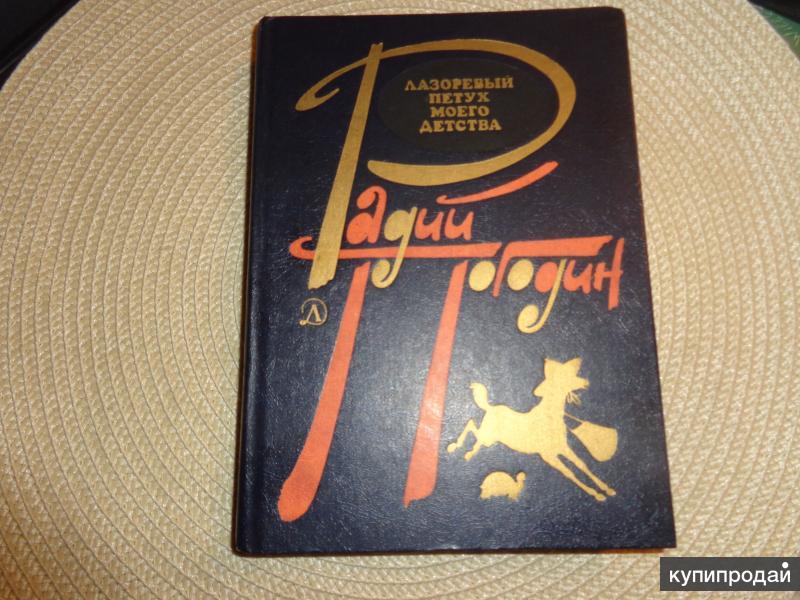 ЛАЗОРЕВЫЙ
ПЕТУХ
МОЕГО
ДЕТСТВА
Радий
Погодин
Л
купипродай